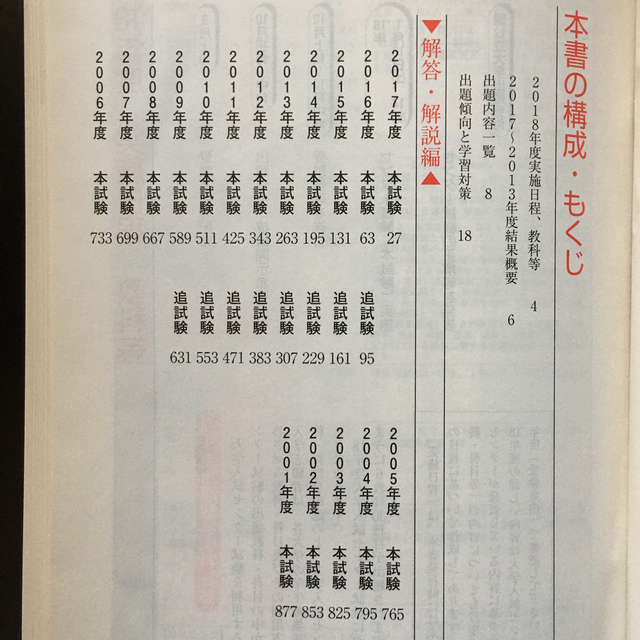 本書の構成・もくじ
2018年度実施日程、教科等 4
2017～2013年度結果概要 6
出題内容一覧 8
出題傾向と学習対策 18
▼解答・解説編▲
2017年度 本試験 27
2016年度 本試験 63 追試験 95
2015年度 本試験 131 追試験 161
2014年度 本試験 195 追試験 229
2013年度 本試験 263 追試験 307
2012年度 本試験 343 追試験 383
2011年度 本試験 425 追試験 471
2010年度 本試験 511 追試験 553
2009年度 本試験 589 追試験 631
2008年度 本試験 667
2007年度 本試験 699
2006年度 本試験 733
2005年度 本試験 765
2004年度 本試験 795
2003年度 本試験 825
2002年度 本試験 853
2001年度 本試験 877